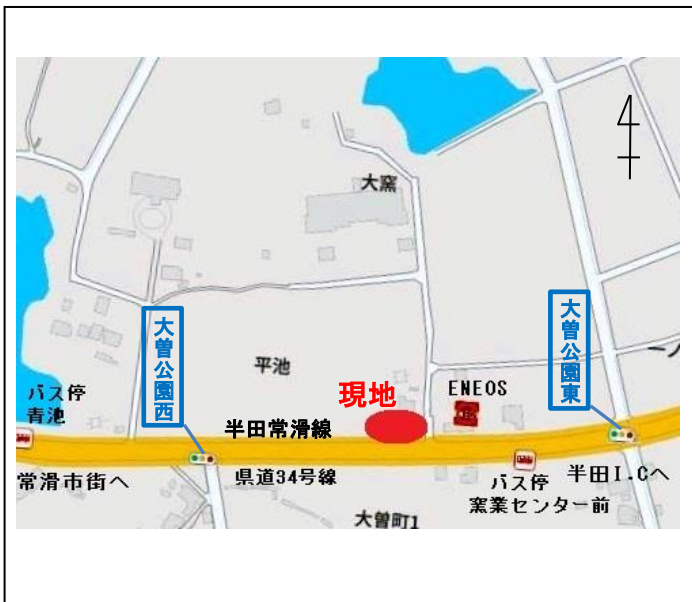 大窯
大曽公園西
大曽公園東
平池
現地
ENEOS
バス停
青池
半田常滑線
常滑市街へ
県道34号線
バス停
窯業センター前
半田I.Cへ
大曽町1